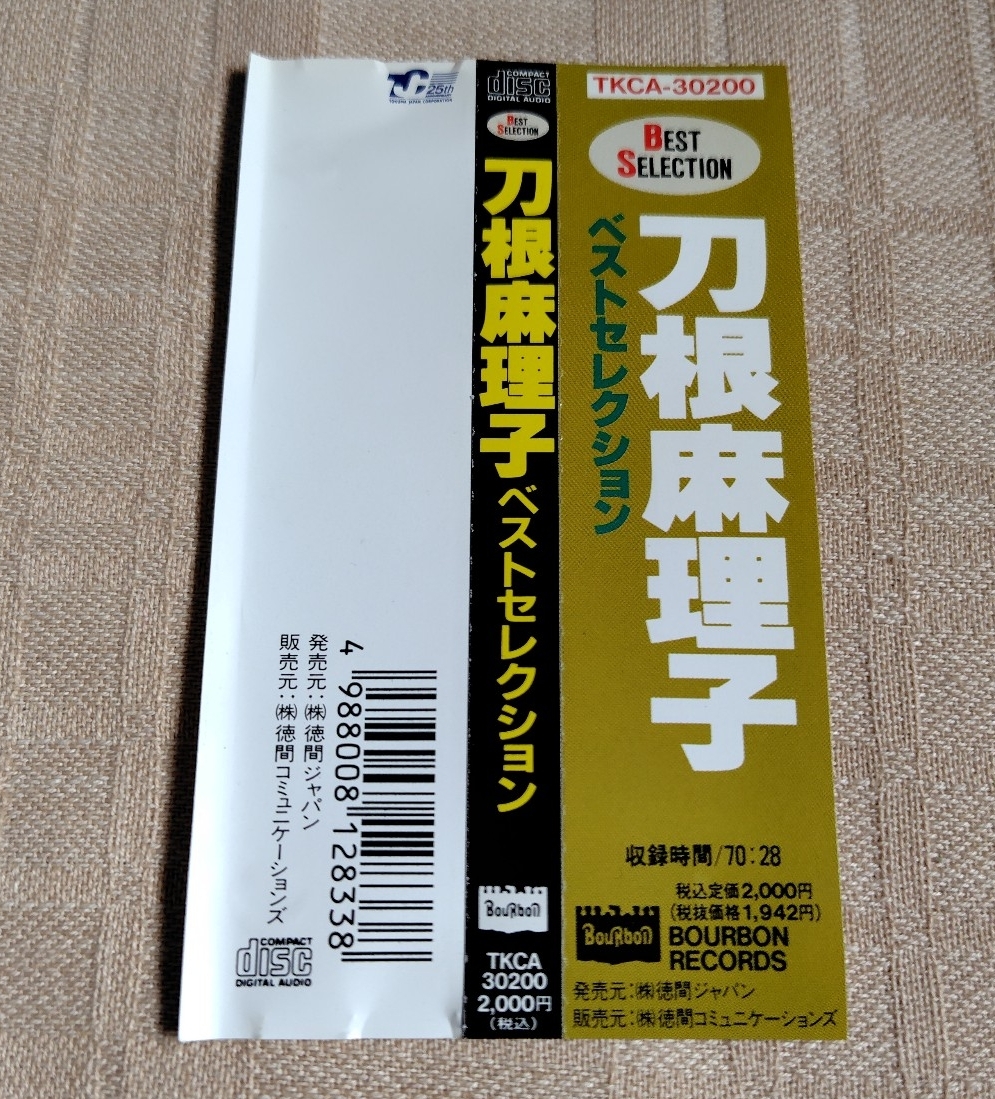 TKCA-30200
BEST
SELECTION
刀根麻理子
ベストセレクション
収録時間/70:28
税込定価2,000円
(税抜価格1,942円)
BouRbon
BOURBON
RECORDS
発売元:㈱徳間ジャパン
販売元:㈱徳間コミュニケーションズ
COMPACT
disc
DIGITAL AUDIO
BEST
SELECTION
刀根麻理子
ベストセレクション
BouRbon
TKCA
30200
2,000円
(税込)
25th
TOKUMA JAPAN CORPORATION
4 988008 128338
発売元:㈱徳間ジャパン
販売元:㈱徳間コミュニケーションズ
COMPACT
disc
DIGITAL AUDIO